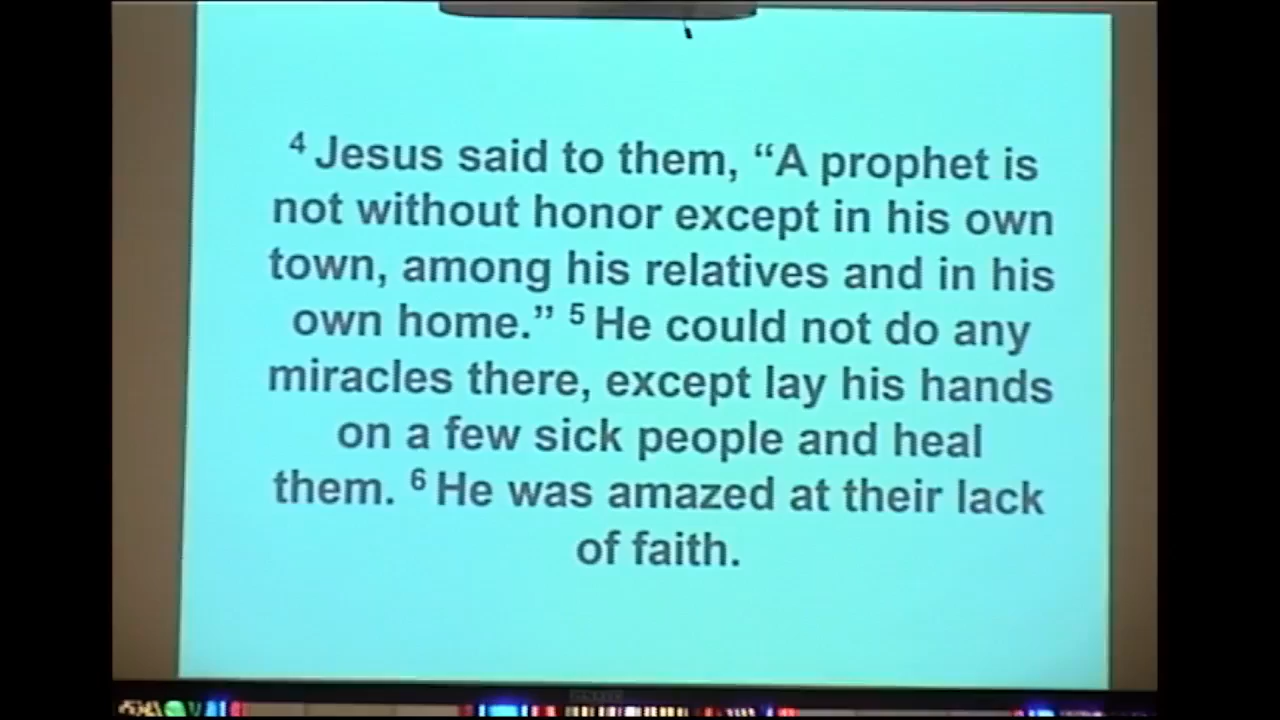 4 Jesus said to them, “A prophet is
not without honor except in his own
town, among his relatives and in his
own home.” 5 He could not do any
miracles there, except lay his hands
on a few sick people and heal
them. 6 He was amazed at their lack
of faith.